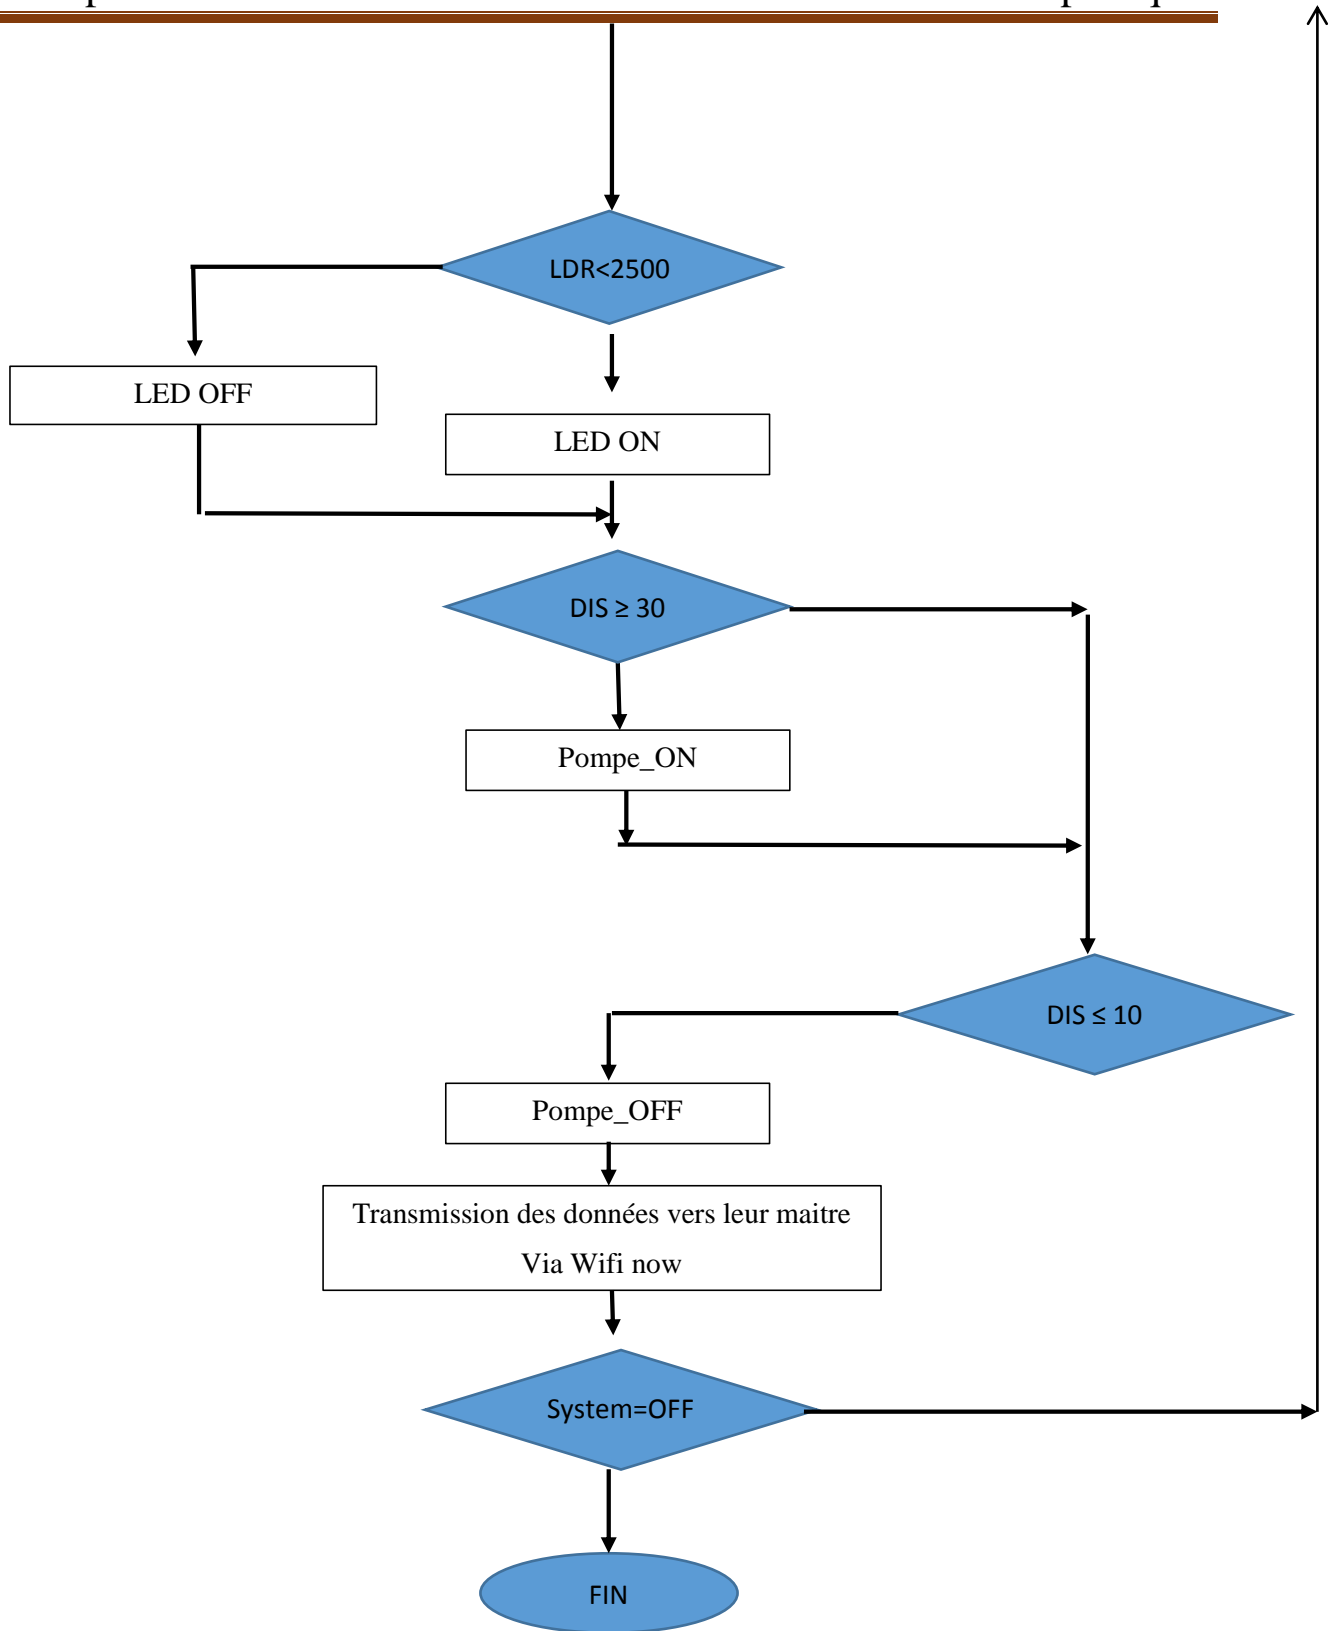 LDR<2500
LED OFF
LED ON
DIS ≥ 30
Pompe_ON
DIS ≤ 10
Pompe_OFF
Transmission des données vers leur maitre
Via Wifi now
System=OFF
FIN